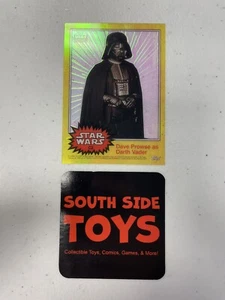 STAR WARS
Dave Prowse as
Darth Vader
SOUTH SIDE
TOYS
Collectible Toys, Comics, Games, & More!